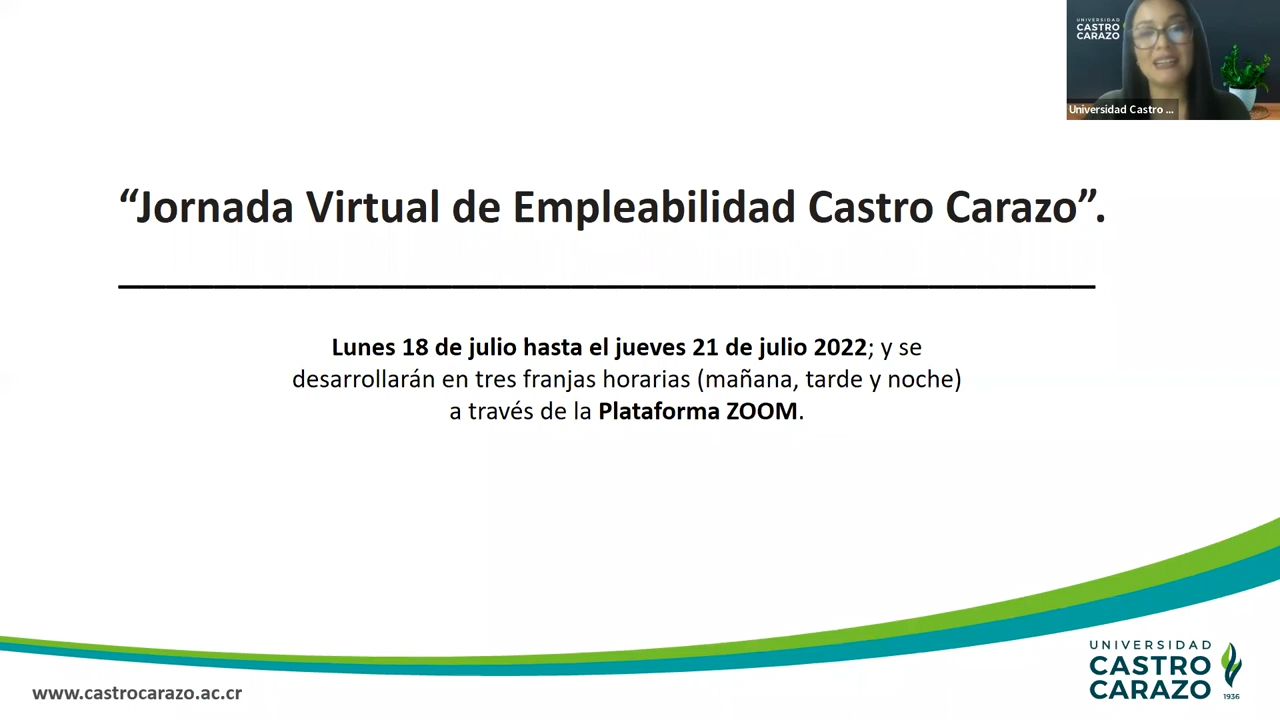 UNIVERSIDAD
CASTRO
CARAZO
Universidad Castro ...
“Jornada Virtual de Empleabilidad Castro Carazo”.
Lunes 18 de julio hasta el jueves 21 de julio 2022; y se
desarrollarán en tres franjas horarias (mañana, tarde y noche)
a través de la Plataforma ZOOM.
www.castrocarazo.ac.cr
UNIVERSIDAD
CASTRO
CARAZO
1936